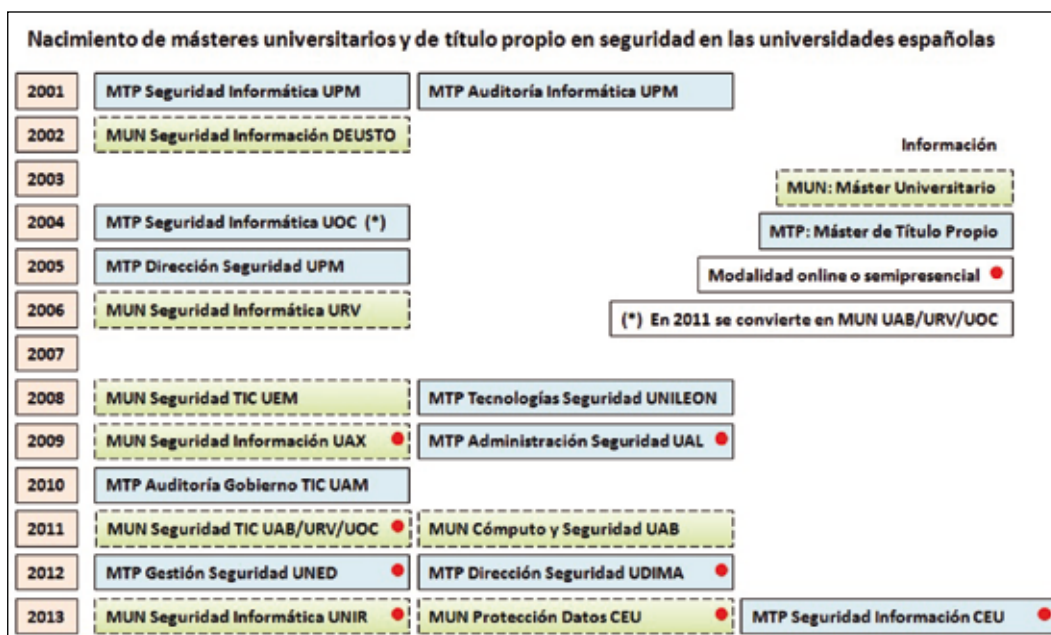 Nacimiento de másteres universitarios y de título propio en seguridad en las universidades españolas
2001 MTP Seguridad Informática UPM MTP Auditoría Informática UPM
2002 MUN Seguridad Información DEUSTO
Información
2003 MUN: Máster Universitario
2004 MTP Seguridad Informática UOC (*) MTP: Máster de Título Propio
2005 MTP Dirección Seguridad UPM Modalidad online o semipresencial
2006 MUN Seguridad Informática URV (*) En 2011 se convierte en MUN UAB/URV/UOC
2007
2008 MUN Seguridad TIC UEM MTP Tecnologías Seguridad UNILEON
2009 MUN Seguridad Información UAX MTP Administración Seguridad UAL
2010 MTP Auditoría Gobierno TIC UAM
2011 MUN Seguridad TIC UAB/URV/UOC MUN Cómputo y Seguridad UAB
2012 MTP Gestión Seguridad UNED MTP Dirección Seguridad UDIMA
2013 MUN Seguridad Informática UNIR MUN Protección Datos CEU MTP Seguridad Información CEU